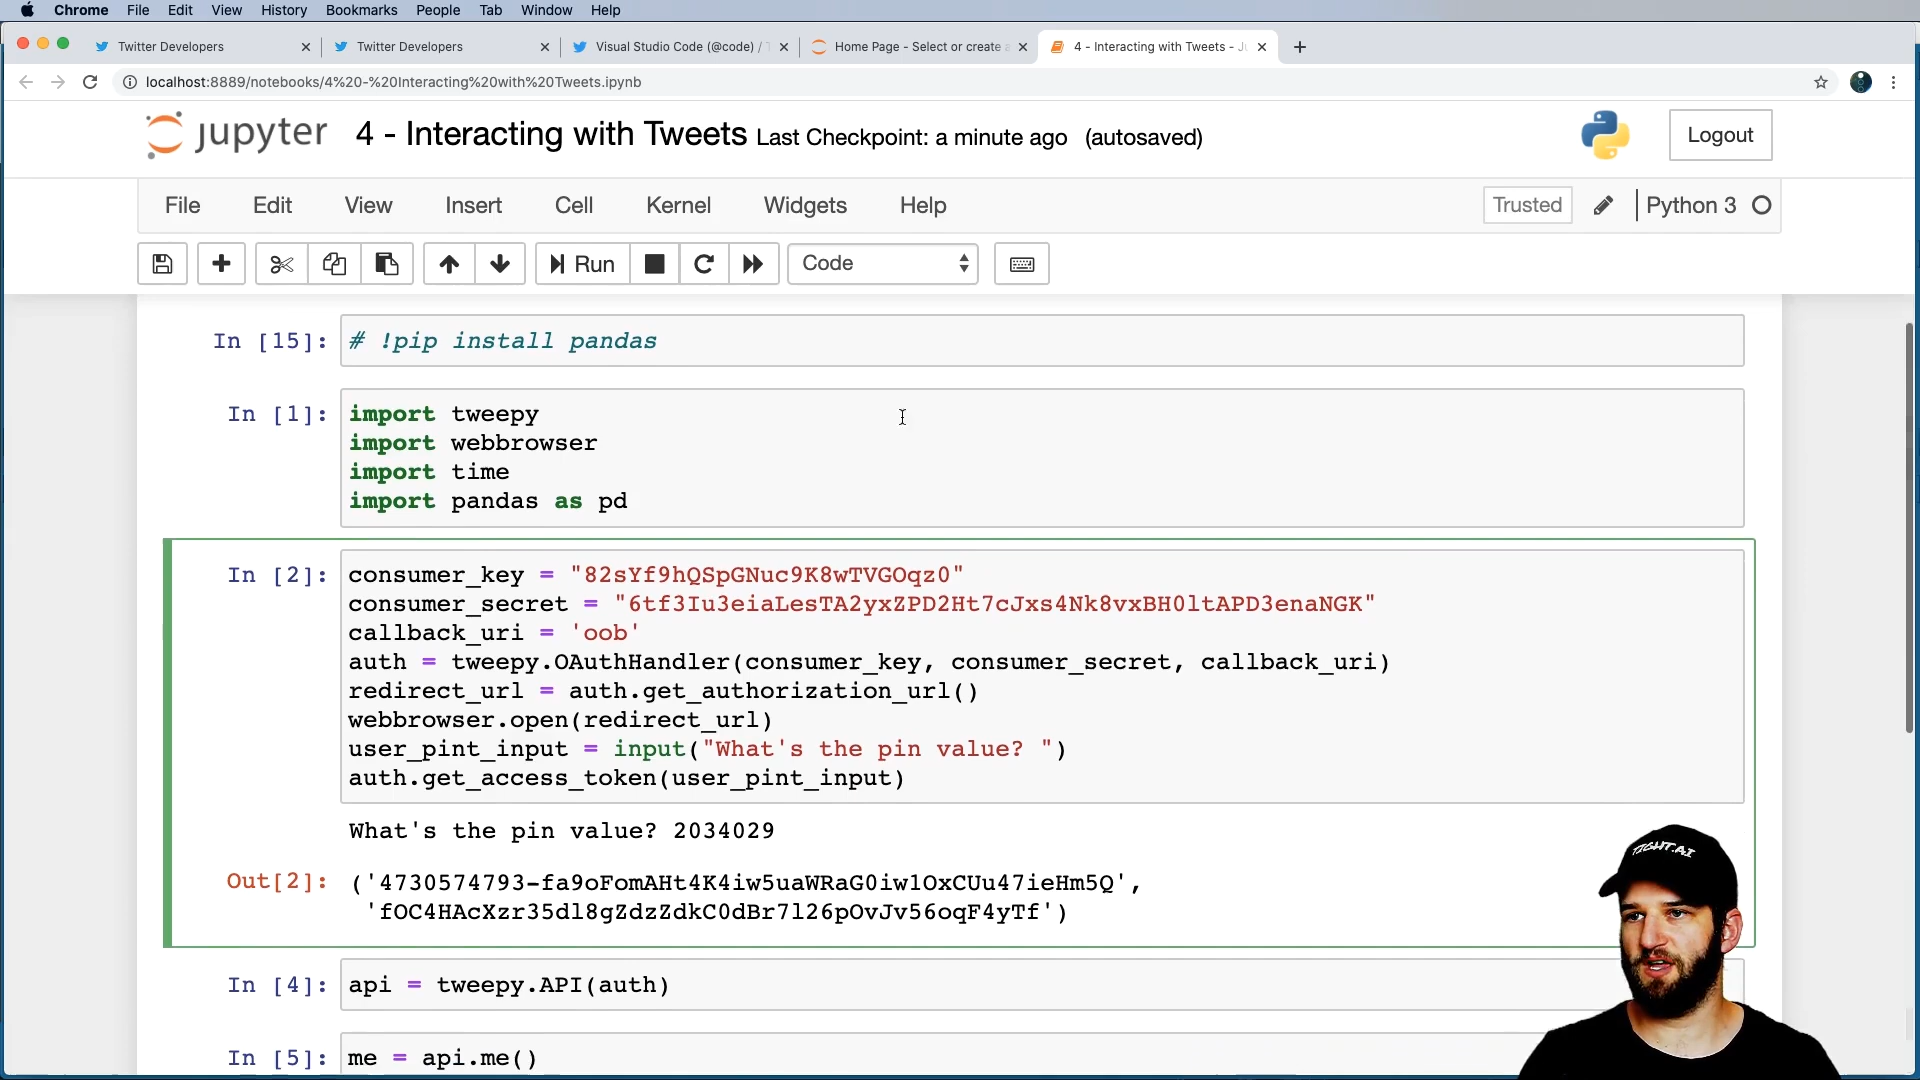 Chrome File Edit View History Bookmarks People Tab Window Help
Twitter Developers
Twitter Developers
Visual Studio Code (@code) /
Home Page - Select or create
4 - Interacting with Tweets - J
localhost:8889/notebooks/4%20-%20Interacting%20with%20Tweets.ipynb
jupyter 4 - Interacting with Tweets Last Checkpoint: a minute ago (autosaved)
Logout
File Edit View Insert Cell Kernel Widgets Help
Trusted
Python 3
Run
Code
In [15]: # !pip install pandas
In [1]: import tweepy
import webbrowser
import time
import pandas as pd
In [2]: consumer_key = "82sYf9hQSpGNuc9K8wTVGOqz0"
consumer_secret = "6tf3Iu3eiaLesTA2yxZPD2Ht7cJxs4Nk8vxBH0ltAPD3enaNGK"
callback_uri = 'oob'
auth = tweepy.OAuthHandler(consumer_key, consumer_secret, callback_uri)
redirect_url = auth.get_authorization_url()
webbrowser.open(redirect_url)
user_pint_input = input("What's the pin value? ")
auth.get_access_token(user_pint_input)
What's the pin value? 2034029
Out[2]: ('4730574793-fa9oFomAHt4K4iw5uaWRaG0iw1OxCUu47ieHm5Q',
'fOC4HAcXzr35dl8gZdzZdkC0dBr7l26pOvJv56oqF4yTf')
In [4]: api = tweepy.API(auth)
In [5]: me = api.me()